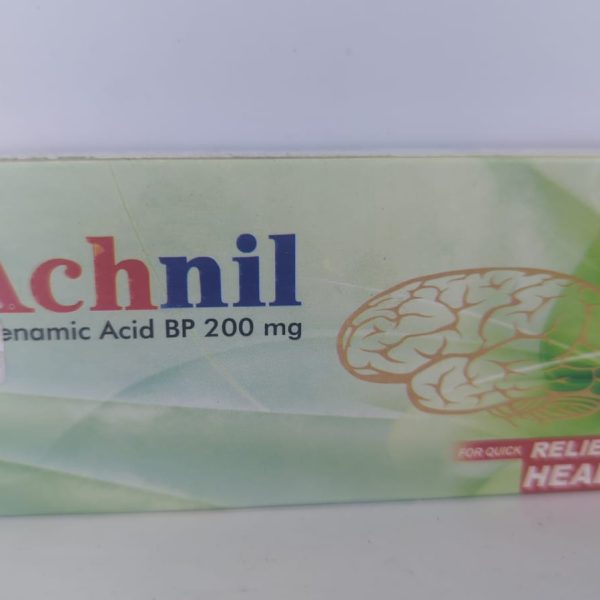 Achnil
enamic Acid BP 200 mg
FOR QUICK RELIE
HEA